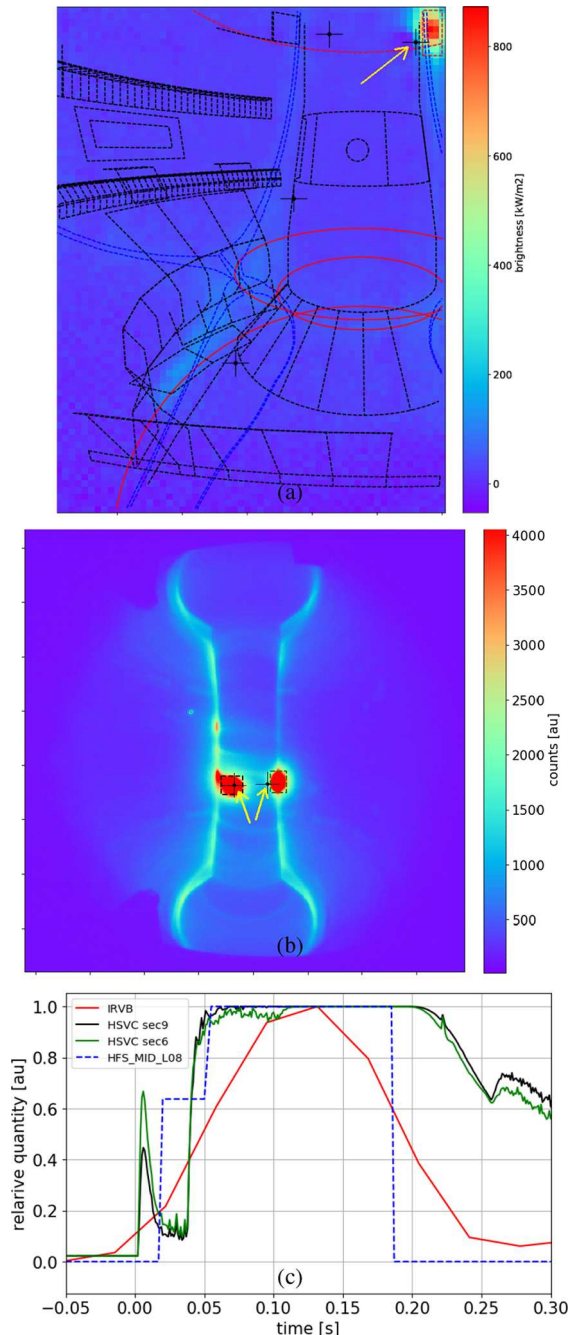 800
600
400
200
0
brightness [kW/m2]
(a)
4000
3500
3000
2500
2000
1500
1000
500
counts [au]
(b)
IRVB
HSVC sec9
HSVC sec6
HFS_MID_L08
1.0
0.8
0.6
0.4
0.2
0.0
relarive quantity [au]
(c)
−0.05
0.00
0.05
0.10
0.15
0.20
0.25
0.30
time [s]